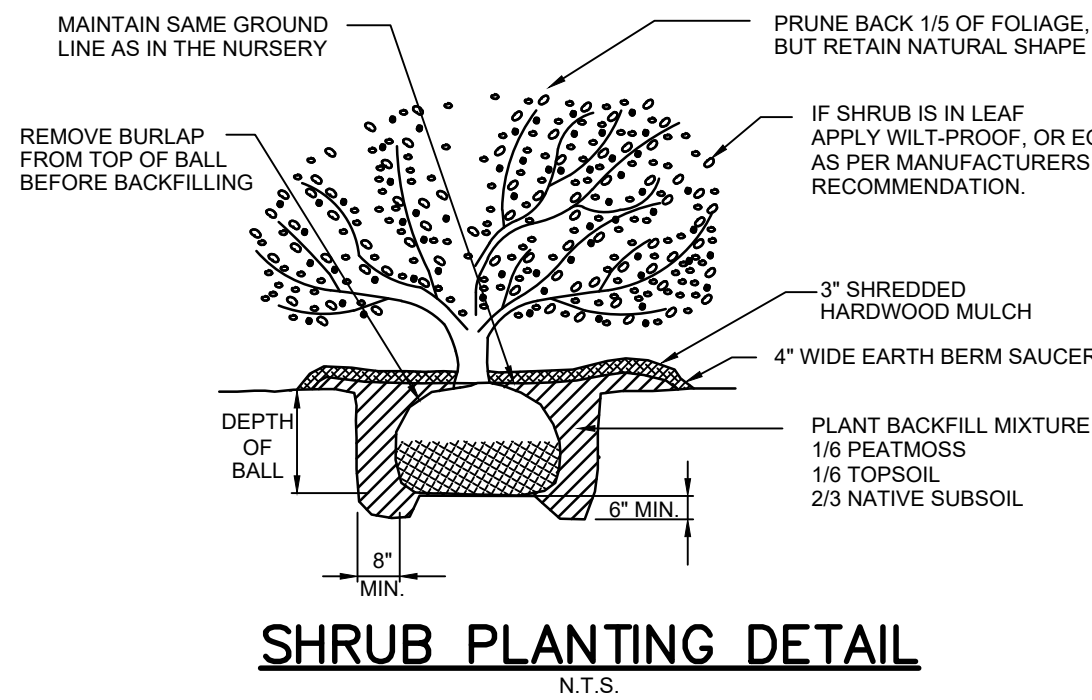 MAINTAIN SAME GROUND
LINE AS IN THE NURSERY
PRUNE BACK 1/5 OF FOLIAGE,
BUT RETAIN NATURAL SHAPE
REMOVE BURLAP
FROM TOP OF BALL
BEFORE BACKFILLING
IF SHRUB IS IN LEAF
APPLY WILT-PROOF, OR
AS PER MANUFACTURERS
RECOMMENDATION.
3" SHREDDED
HARDWOOD MULCH
4" WIDE EARTH BERM SAUCER
DEPTH
OF
BALL
PLANT BACKFILL MIXTURE
1/6 PEATMOSS
1/6 TOPSOIL
2/3 NATIVE SUBSOIL
6" MIN.
8"
MIN.
SHRUB PLANTING DETAIL
N.T.S.